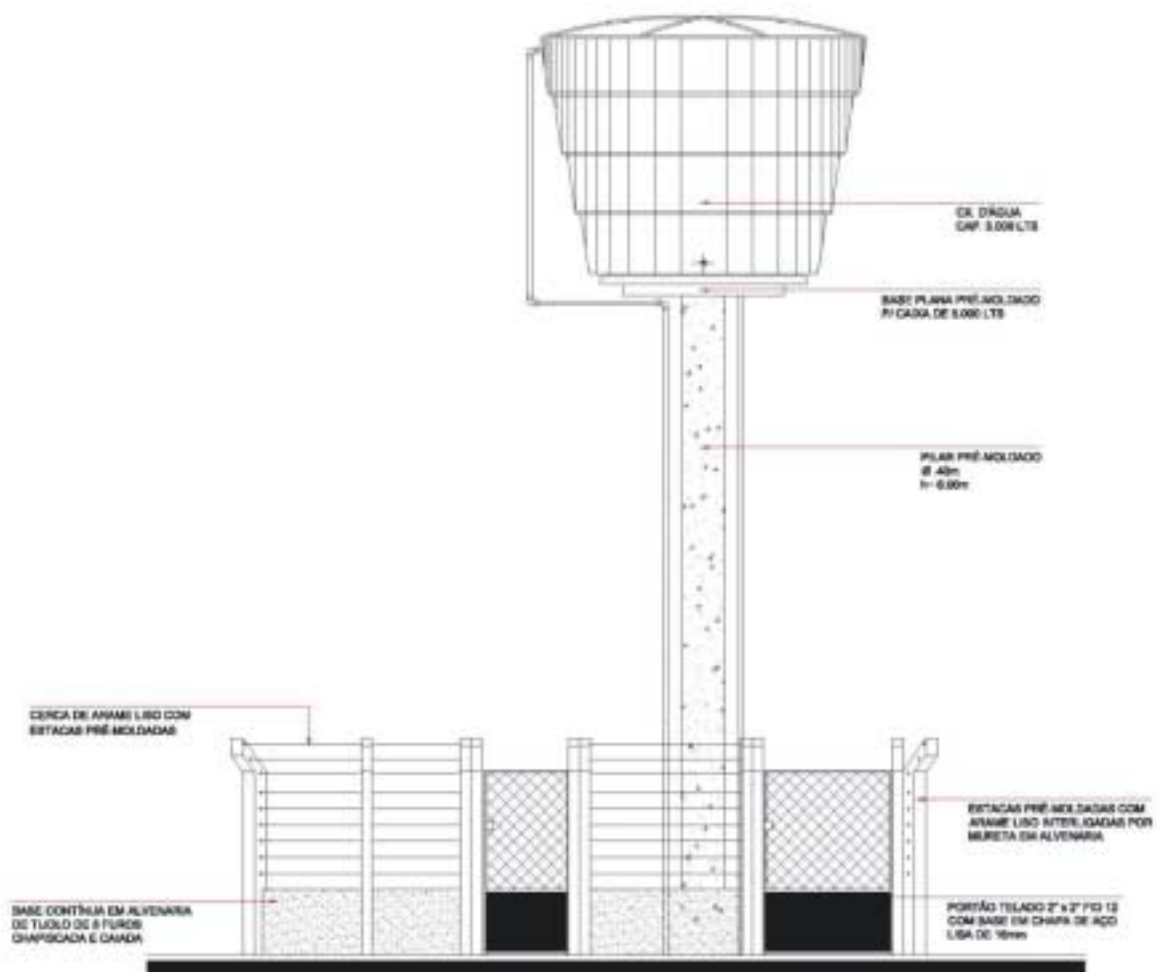 CX. D'ÁGUA
CAP. 5.000 LTS
BASE PLANA PRÉ-MOLDADO
P/ CAIXA DE 5.000 LTS
PILAR PRÉ-MOLDADO
Ø .40m
h=
CERCA DE ARAME LISO COM
ESTACAS PRÉ-MOLDADAS
ESTACAS PRÉ-MOLDADAS COM
ARAME LISO INTERLIGADAS POR
MURETA EM ALVENARIA
BASE CONTÍNUA EM ALVENARIA
DE TIJOLO DE 8 FUROS
CHAPISCADA E CAIADA
PORTÃO TELADO 2" x 2" FIO 12
COM BASE EM CHAPA DE AÇO
LISA DE